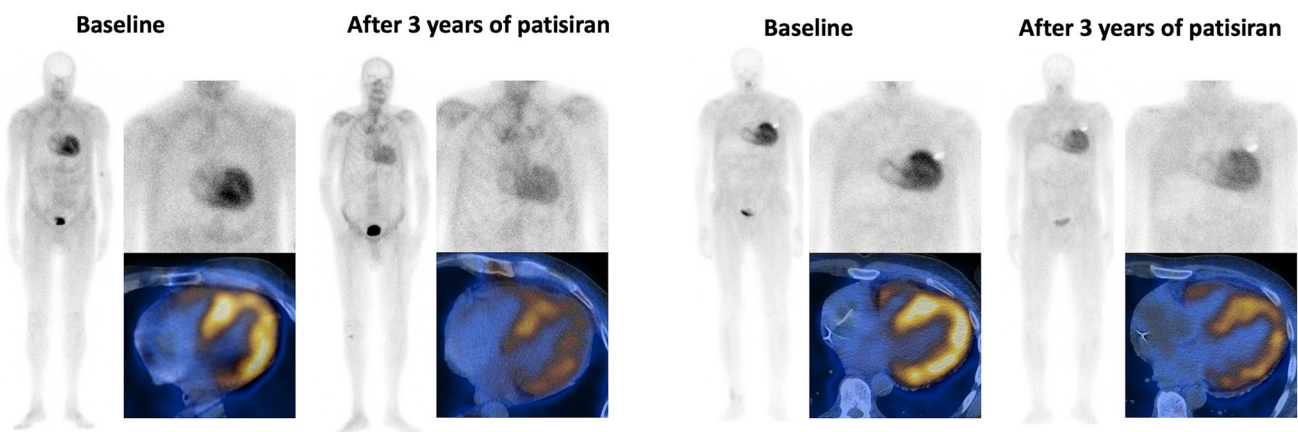 Baseline
After 3 years of patisiran
Baseline
After 3 years of patisiran